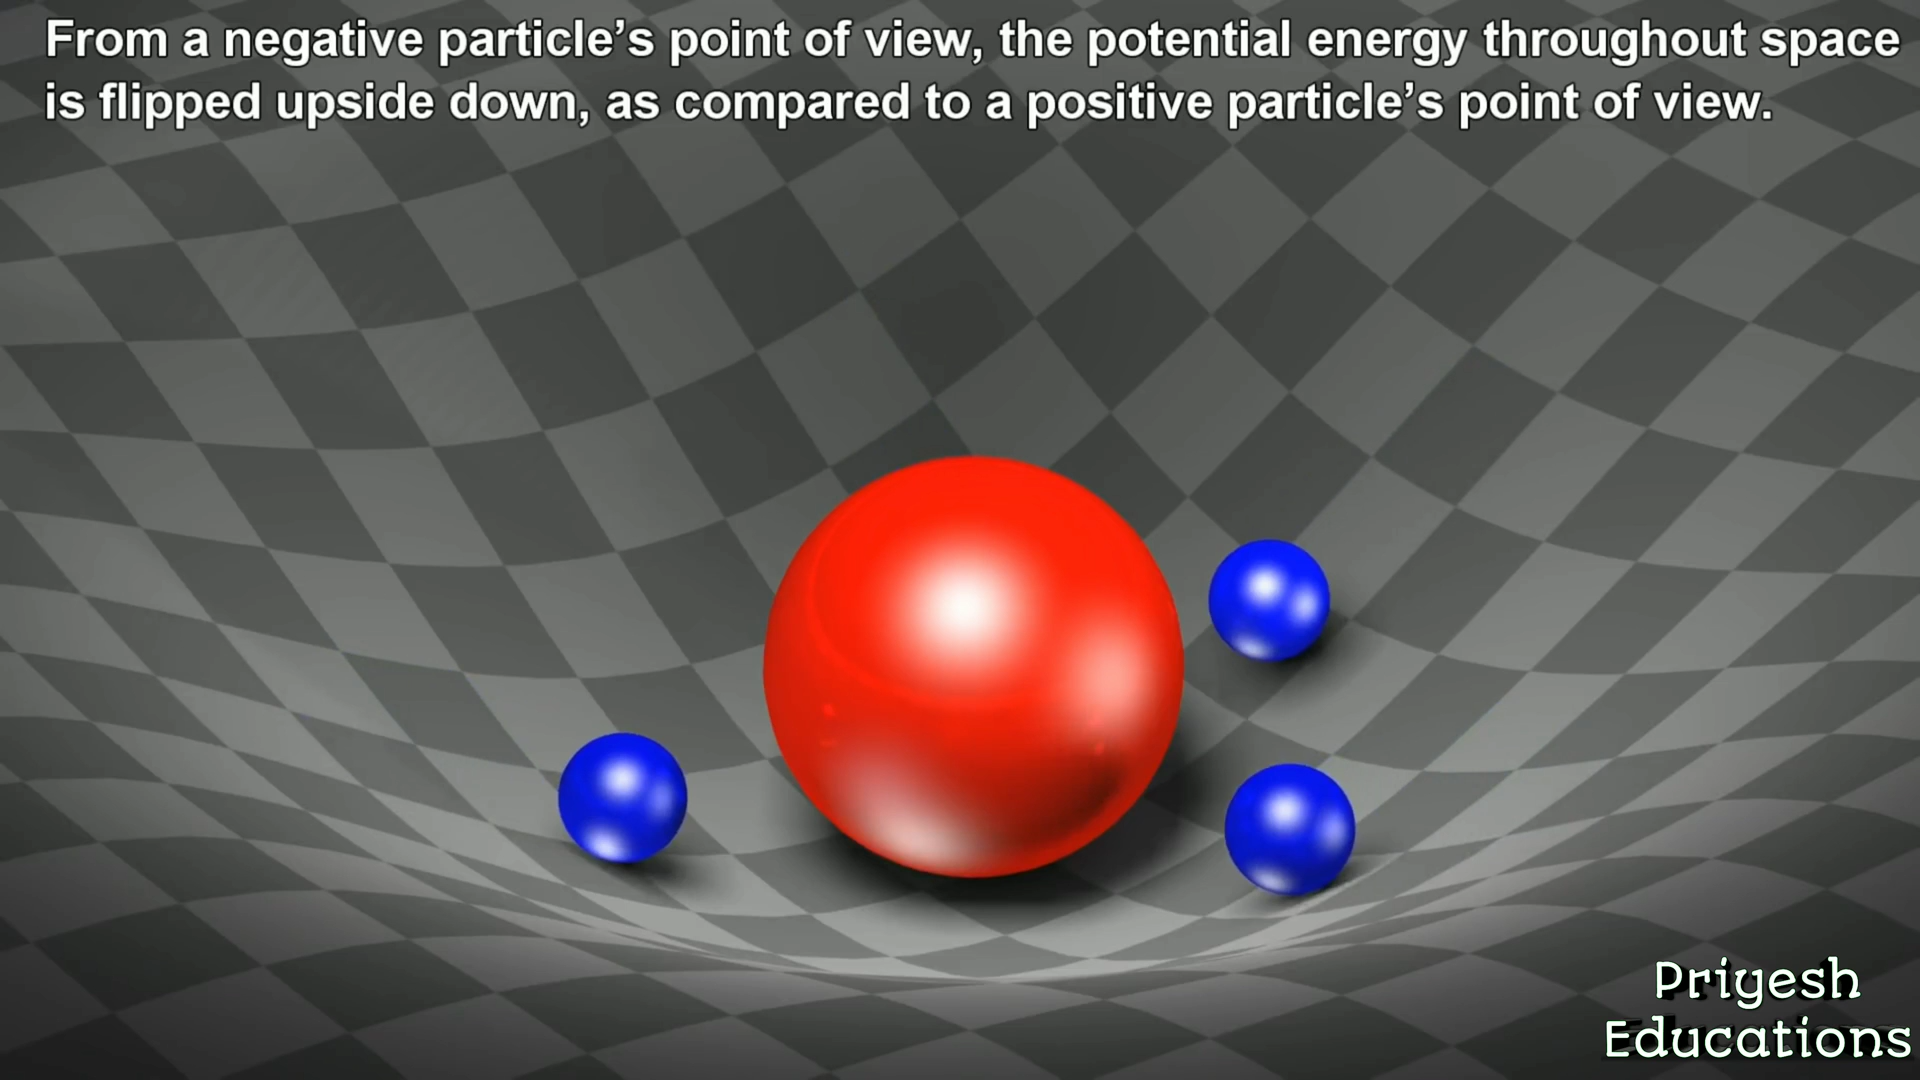 From a negative particle’s point of view, the potential energy throughout space
is flipped upside down, as compared to a positive particle’s point of view.
Priyesh
Educations